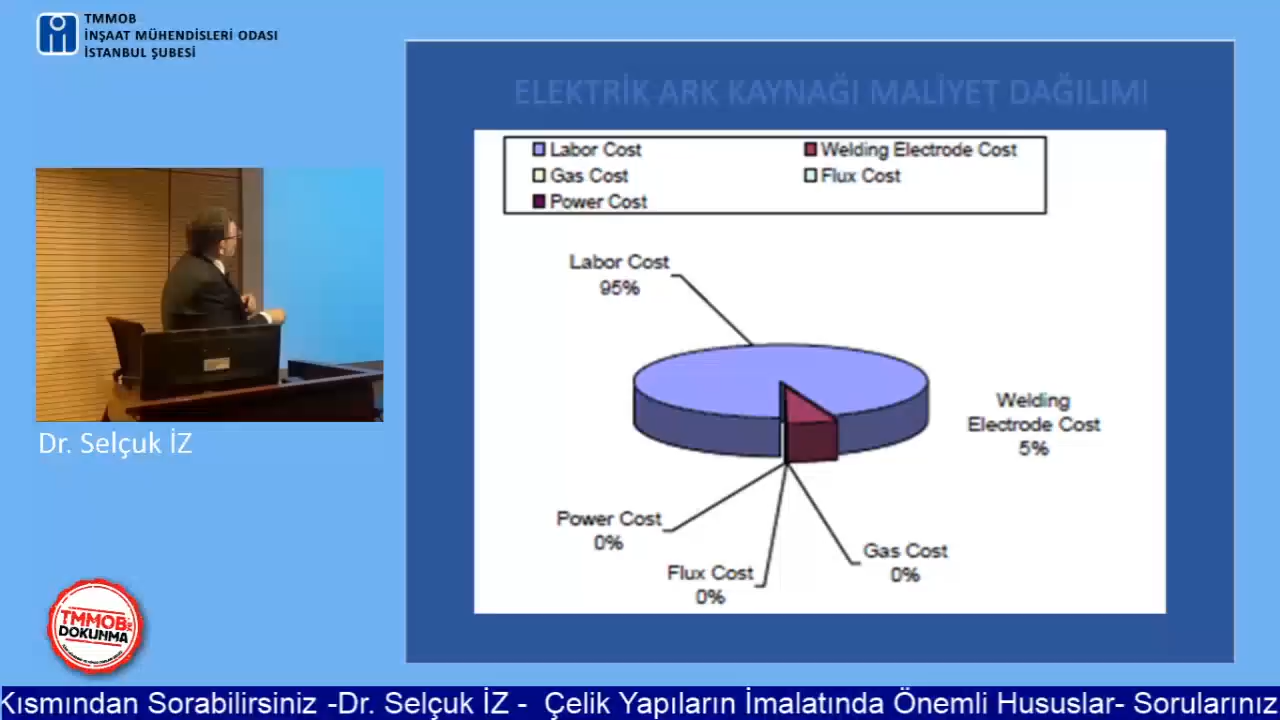 TMMOB
İNŞAAT MÜHENDİSLERİ ODASI
İSTANBUL ŞUBESİ
ELEKTRİK ARK KAYNAĞI MALİYET DAĞILIMI
Labor Cost
Welding Electrode Cost
Gas Cost
Flux Cost
Power Cost
Labor Cost
95%
Welding
Electrode Cost
5%
Power Cost
0%
Gas Cost
0%
Flux Cost
0%
Dr. Selçuk İZ
TMMOB'
DOKUNMA
Kısmından Sorabilirsiniz -Dr. Selçuk İZ - Çelik Yapıların İmalatında Önemli Hususlar- Sorularınız